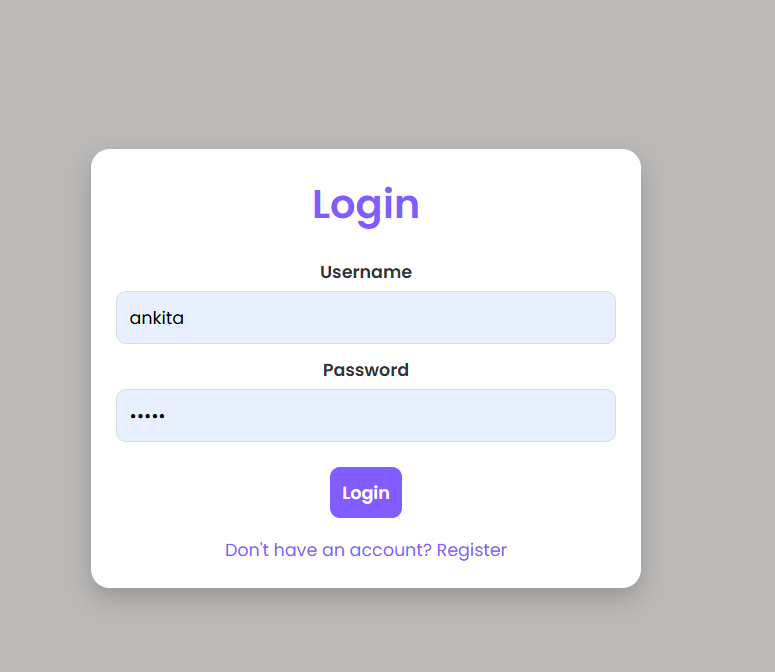 Login
Username
ankita
Password
•••••
Login
Don't have an account? Register